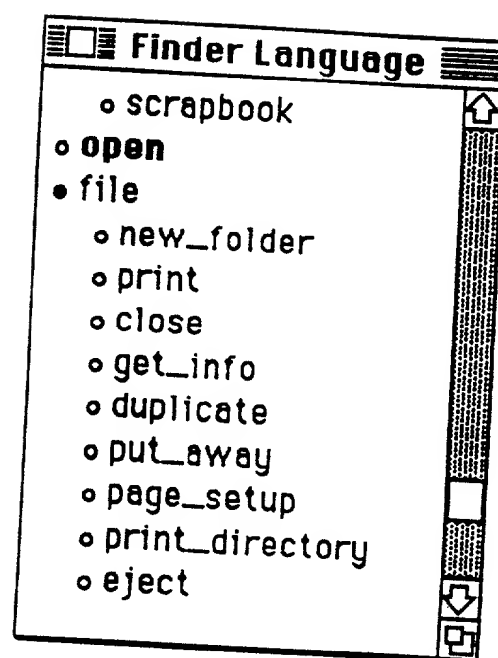 Finder Language
scrapbook
open
file
new_folder
print
close
get_info
duplicate
put_away
page_setup
print_directory
eject